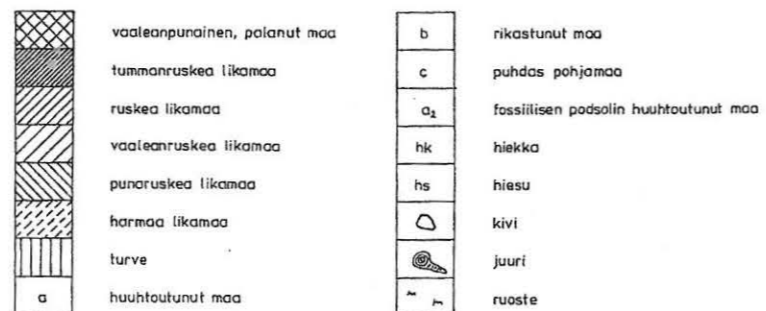 vaaleanpunainen, palanut maa
tummanruskea likamaa
ruskea likamaa
vaaleanruskea likamaa
punaruskea likamaa
harmaa likamaa
turve
a huuhtoutunut maa
b rikastunut maa
c puhdas pohjamaa
a₂ fossiilisen podsolin huuhtoutunut maa
hk hiekka
hs hiesu
kivi
juuri
ruoste